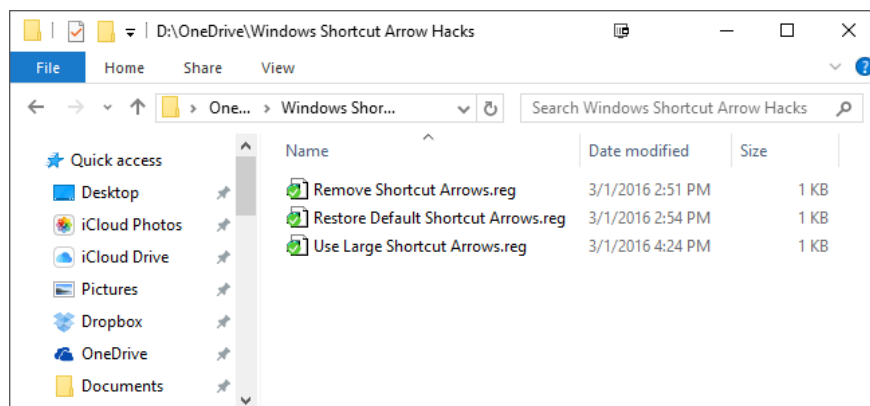 D:\OneDrive\Windows Shortcut Arrow Hacks
File Home Share View
?
One... Windows Shor... Search Windows Shortcut Arrow Hacks
Name Date modified Size
Quick access
Desktop
iCloud Photos
iCloud Drive
Pictures
Dropbox
OneDrive
Documents
Remove Shortcut Arrows.reg 3/1/2016 2:51 PM 1 KB
Restore Default Shortcut Arrows.reg 3/1/2016 2:54 PM 1 KB
Use Large Shortcut Arrows.reg 3/1/2016 4:24 PM 1 KB